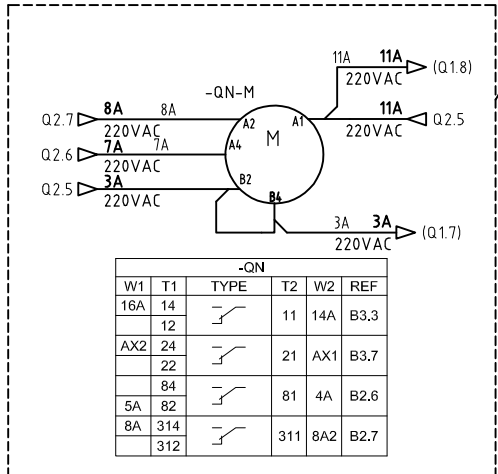 11A 11A (Q1.8)
220VAC
-QN-M
Q2.7 8A 8A A2 A1 11A Q2.5
220VAC 220VAC
Q2.6 7A 7A A4 M
220VAC
Q2.5 3A B2
220VAC B4
3A 3A (Q1.7)
220VAC
-QN
W1 T1 TYPE T2 W2 REF
16A 14 11 14A B3.3
12
AX2 24 21 AX1 B3.7
22
84 81 4A B2.6
5A 82
8A 314 311 8A2 B2.7
312